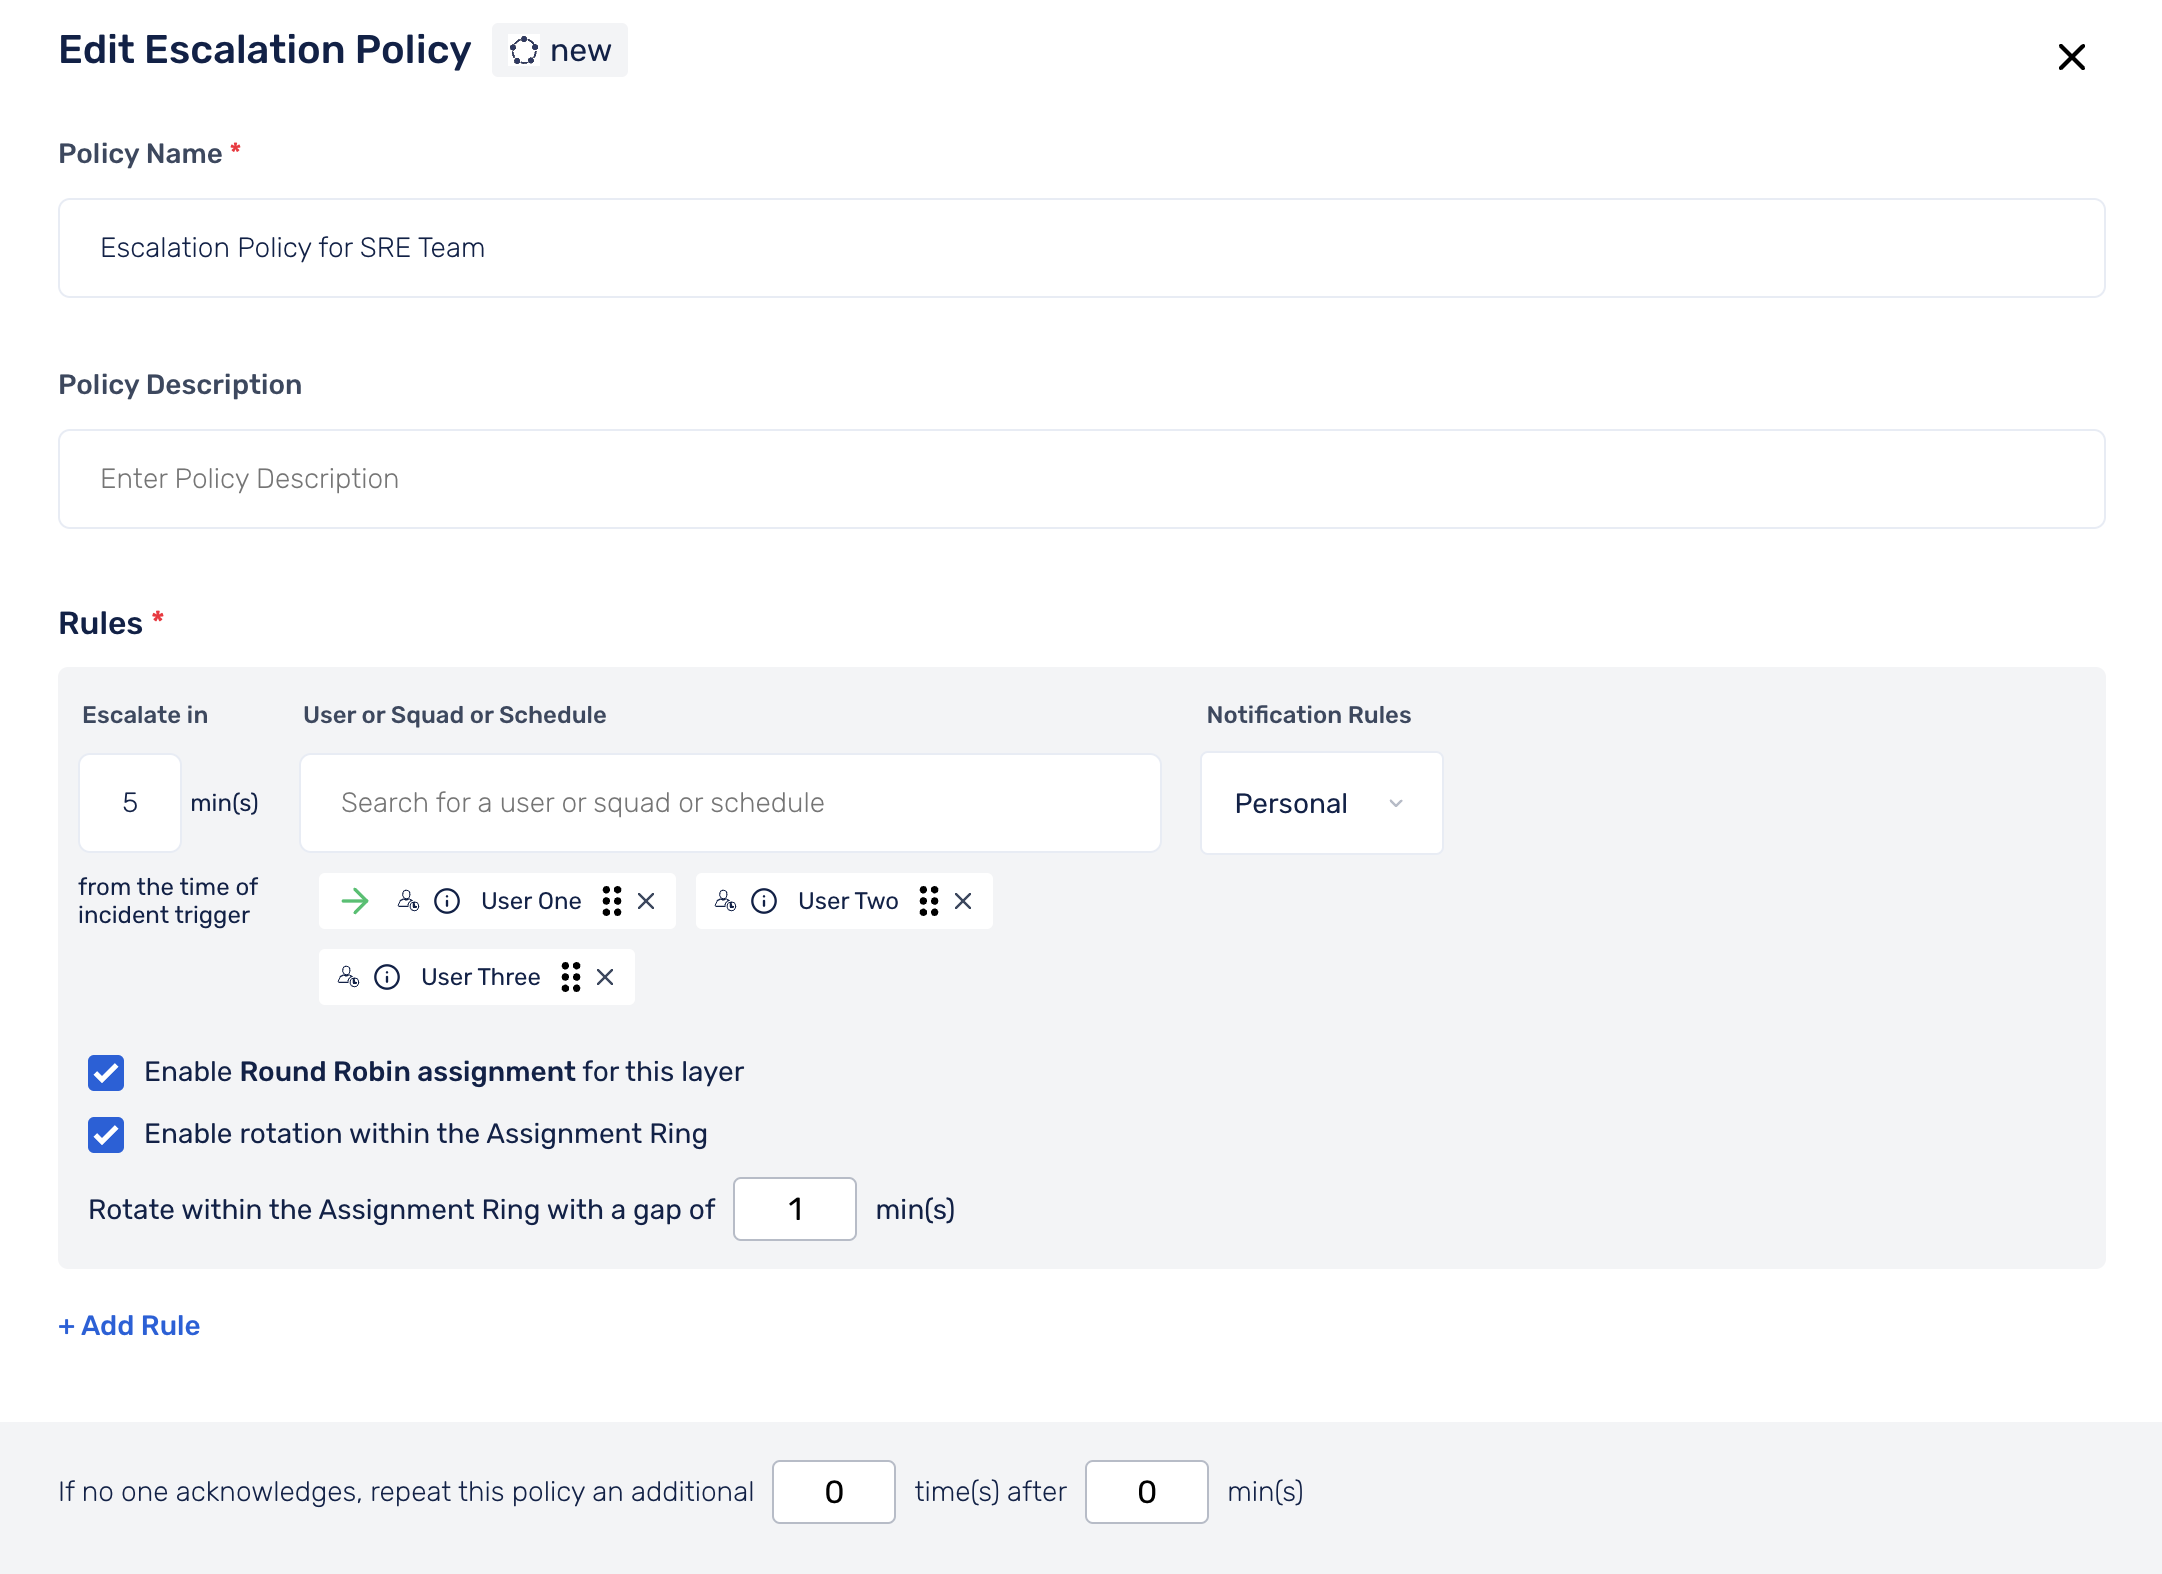 Edit Escalation Policy new
Policy Name *
Escalation Policy for SRE Team
Policy Description
Enter Policy Description
Rules *
Escalate in User or Squad or Schedule Notification Rules
5 min(s) Search for a user or squad or schedule Personal
from the time of
incident trigger
User One User Two
User Three
Enable Round Robin assignment for this layer
Enable rotation within the Assignment Ring
Rotate within the Assignment Ring with a gap of 1 min(s)
+ Add Rule
If no one acknowledges, repeat this policy an additional 0 time(s) after 0 min(s)